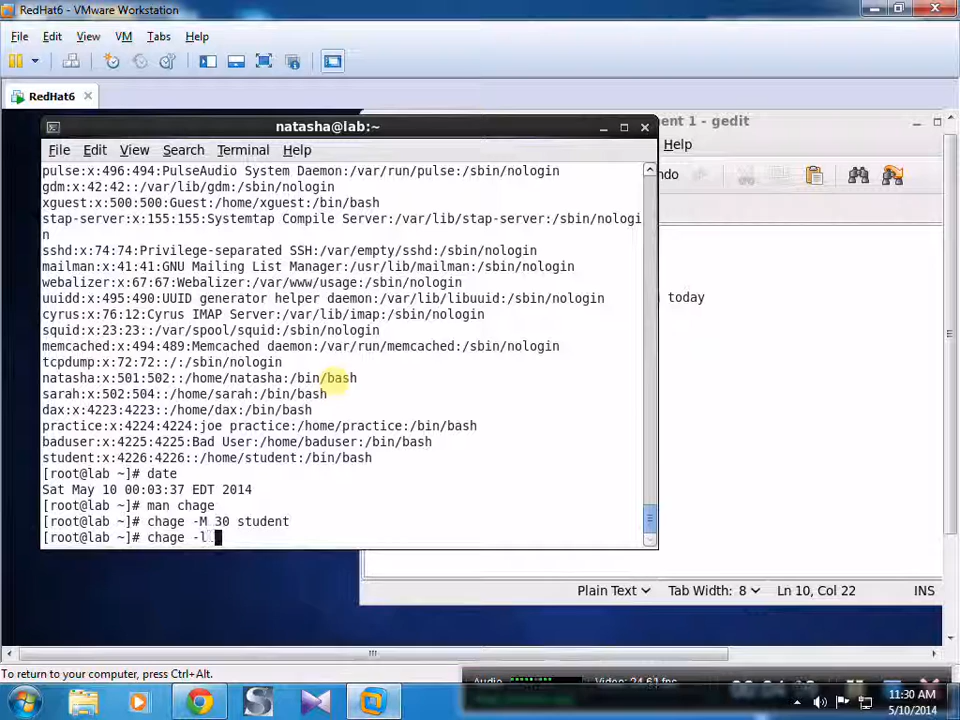 RedHat6 - VMware Workstation
File Edit View VM Tabs Help
RedHat6
natasha@lab:~
ment 1 - gedit
File Edit View Search Terminal Help
Help
ndo
pulse:x:496:494:PulseAudio System Daemon:/var/run/pulse:/sbin/nologin
gdm:x:42:42::/var/lib/gdm:/sbin/nologin
xguest:x:500:500:Guest:/home/xguest:/bin/bash
stap-server:x:155:155:Systemtap Compile Server:/var/lib/stap-server:/sbin/nologi
n
sshd:x:74:74:Privilege-separated SSH:/var/empty/sshd:/sbin/nologin
mailman:x:41:41:GNU Mailing List Manager:/usr/lib/mailman:/sbin/nologin
webalizer:x:67:67:Webalizer:/var/www/usage:/sbin/nologin
uuidd:x:495:490:UUID generator helper daemon:/var/lib/libuuid:/sbin/nologin
today
cyrus:x:76:12:Cyrus IMAP Server:/var/lib/imap:/sbin/nologin
squid:x:23:23::/var/spool/squid:/sbin/nologin
memcached:x:494:489:Memcached daemon:/var/run/memcached:/sbin/nologin
tcpdump:x:72:72::/:/sbin/nologin
natasha:x:501:502::/home/natasha:/bin/bash
sarah:x:502:504::/home/sarah:/bin/bash
dax:x:4223:4223::/home/dax:/bin/bash
practice:x:4224:4224:joe practice:/home/practice:/bin/bash
baduser:x:4225:4225:Bad User:/home/baduser:/bin/bash
student:x:4226:4226::/home/student:/bin/bash
[root@lab ~]# date
Sat May 10 00:03:37 EDT 2014
[root@lab ~]# man chage
[root@lab ~]# chage -M 30 student
[root@lab ~]# chage -l
Plain Text Tab Width: 8 Ln 10, Col 22 INS
To return to your computer, press Ctrl+Alt.
11:30 AM
5/10/2014